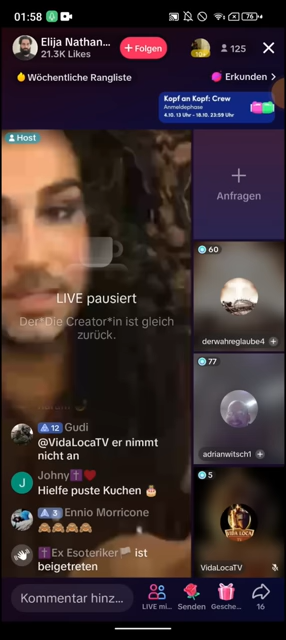 01:58
76
Elija Nathan...
21.3K Likes
+ Folgen
125
Wöchentliche Rangliste
Erkunden >
Kopf an Kopf: Crew
Anmeldephase
4.10. 13 Uhr - 18.10. 23:59 Uhr
Host
Anfragen
LIVE pausiert
Der*Die Creator*in ist gleich
zurück.
60
derwahreglaube4
77
adrianwitsch1
5
VIDA LOCA
VidaLocaTV
12 Gudi
@VidaLocaTV er nimmt
nicht an
Johny✝️❤️
Hielfe puste Kuchen 🎂
3 Ennio Morricone
🙈🙈🙈🙈
✝️Ex Esoteriker🏳️ ist
beigetreten
Kommentar hinz...
LIVE mi...
Senden
Gesche...
16